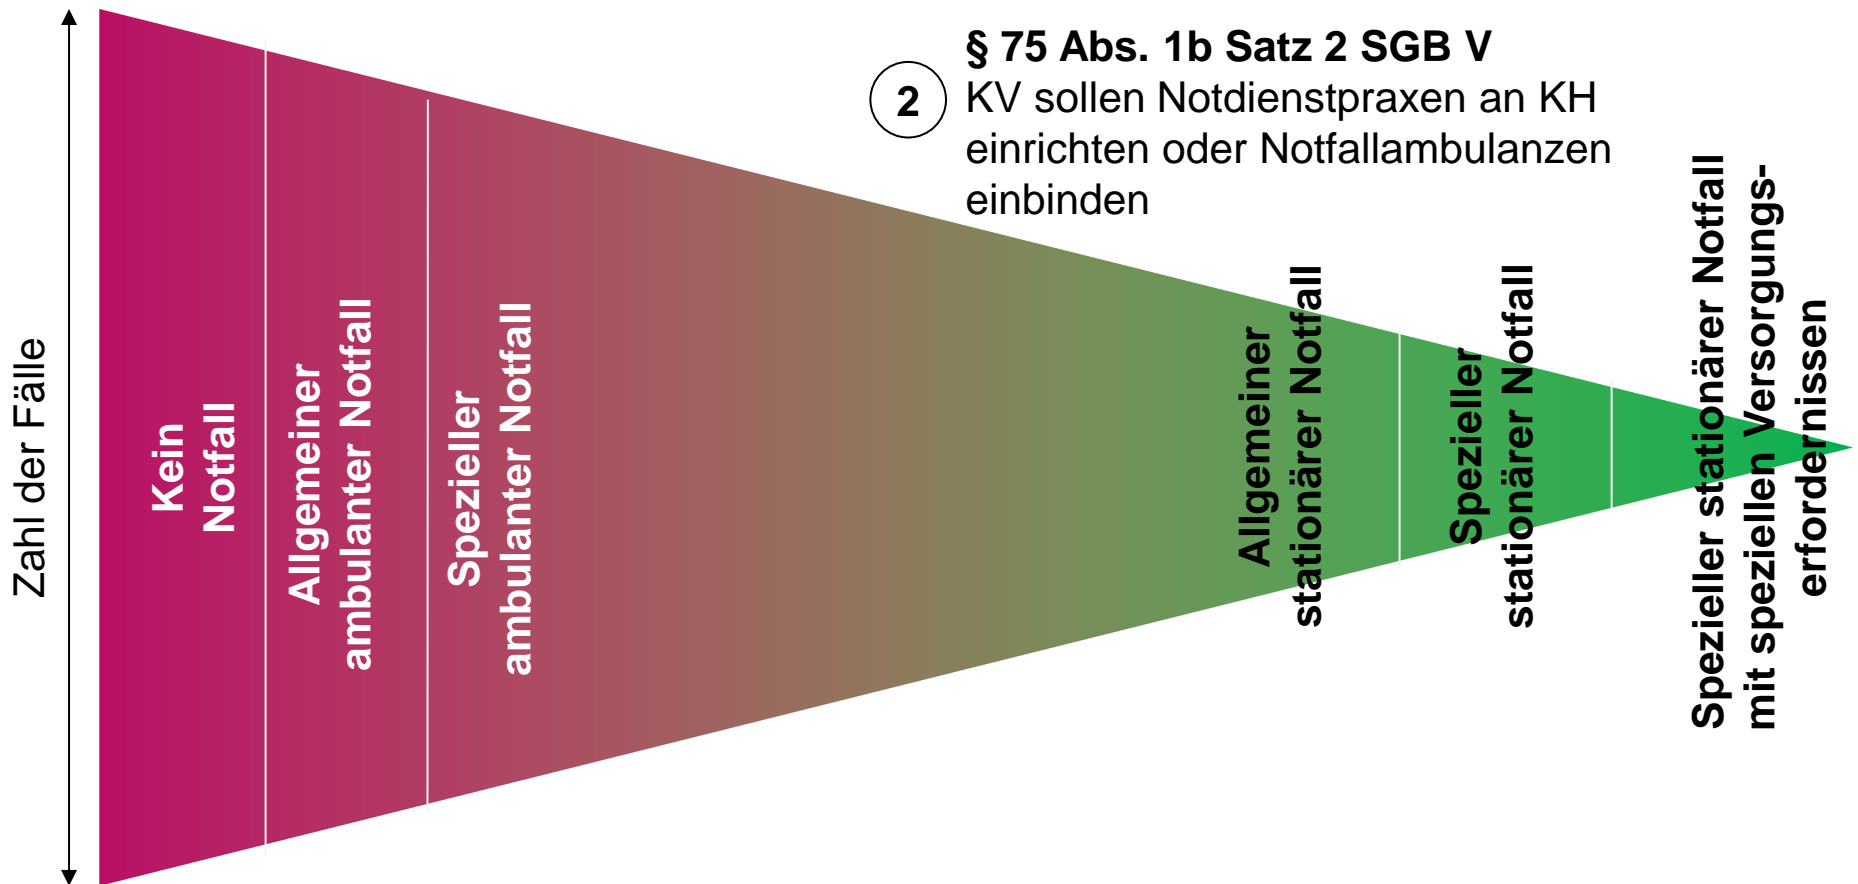 § 75 Abs. 1b Satz 2 SGB V
2
KV sollen Notdienstpraxen an KH
einrichten oder Notfallambulanzen
einbinden
Zahl der Fälle
Kein
Notfall
Allgemeiner
ambulanter Notfall
Spezieller
ambulanter Notfall
Allgemeiner
stationärer Notfall
Spezieller
stationärer Notfall
Spezieller stationärer Notfall
mit speziellen Versorgungs-
erfordernissen